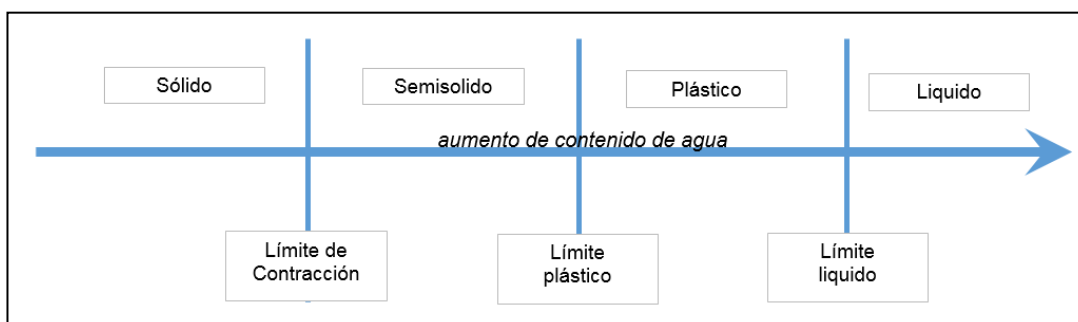 Sólido
Semisolido
Plástico
Liquido
aumento de contenido de agua
Límite de
Contracción
Límite
plástico
Límite
liquido